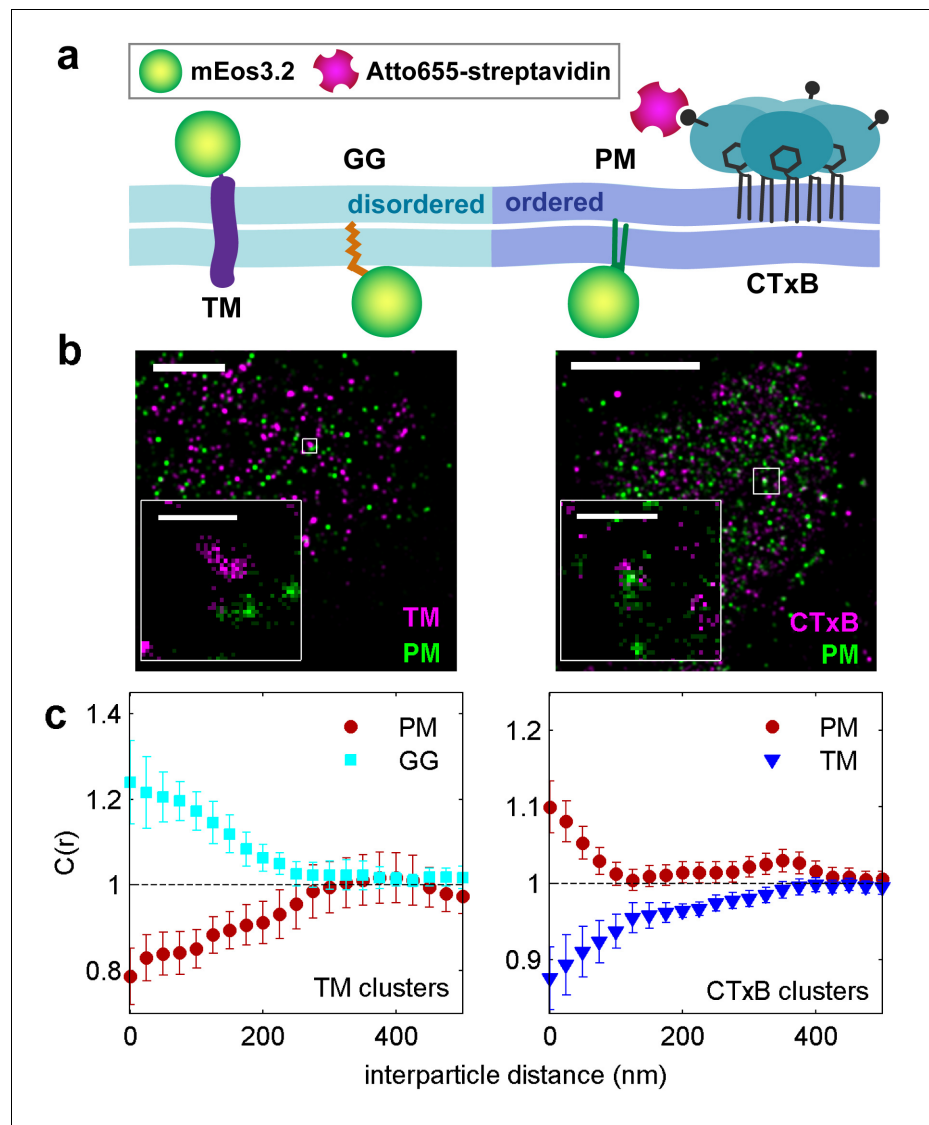 a
mEos3.2 Atto655-streptavidin
GG PM
disordered ordered
TM CTxB
b
TM
PM
CTxB
PM
c
1.4
1.2
1
0.8
C(r)
PM
GG
TM clusters
0 200 400
1.2
1.1
1
0.9
PM
TM
CTxB clusters
0 200 400
interparticle distance (nm)